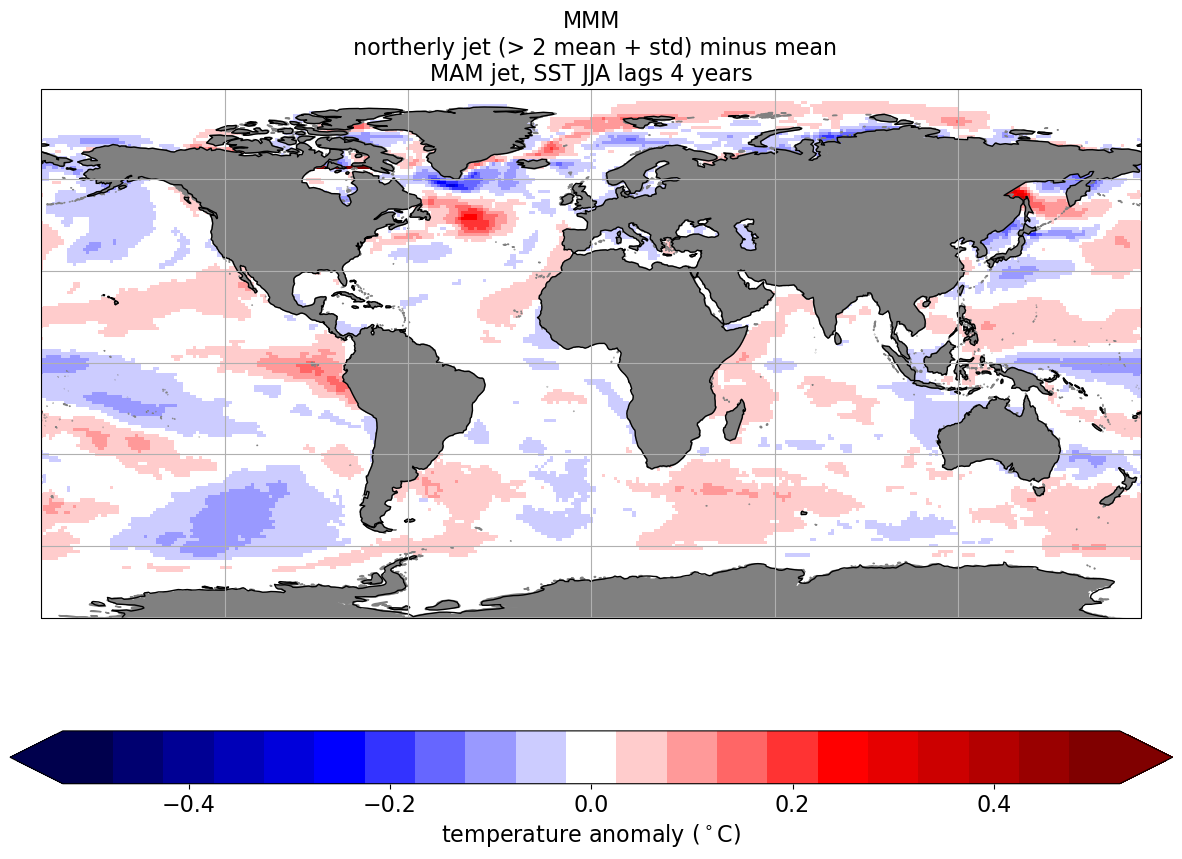 MMM
northerly jet (> 2 mean + std) minus mean
MAM jet, SST JJA lags 4 years
−0.4 −0.2 0.0 0.2 0.4
temperature anomaly (°C)